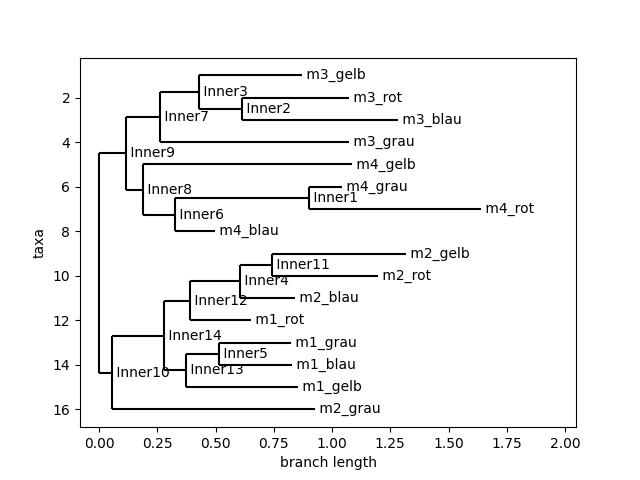 m3_gelb
Inner3
2
m3_rot
Inner2
Inner7
m3_blau
4
m3_grau
Inner9
m4_gelb
6
m4_grau
Inner8
Inner1
m4_rot
Inner6
8
m4_blau
taxa
m2_gelb
Inner11
10
m2_rot
Inner4
m2_blau
Inner12
12
m1_rot
Inner14
m1_grau
Inner5
14
m1_blau
Inner13
Inner10
m1_gelb
16
m2_grau
0.00 0.25 0.50 0.75 1.00 1.25 1.50 1.75 2.00
branch length